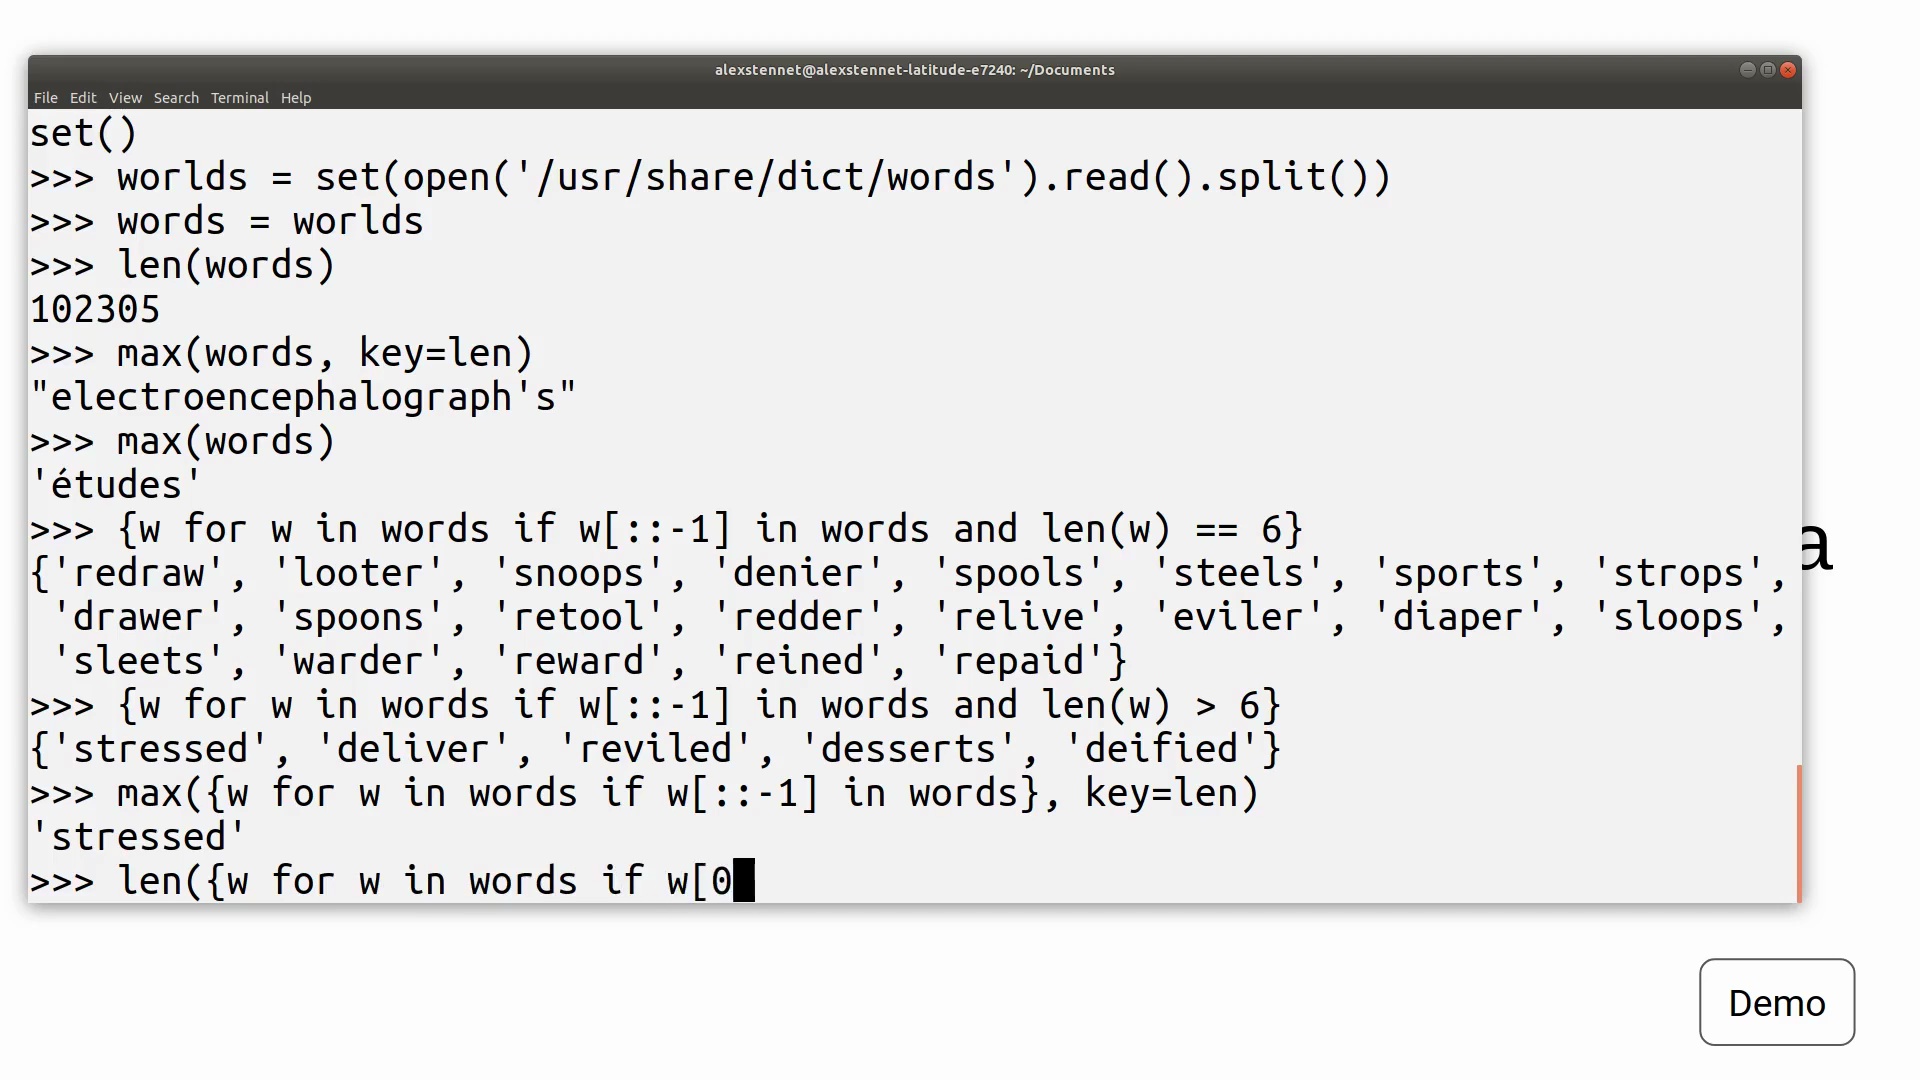 alexstennet@alexstennet-latitude-e7240: ~/Documents
File Edit View Search Terminal Help
set()
>>> worlds = set(open('/usr/share/dict/words').read().split())
>>> words = worlds
>>> len(words)
102305
>>> max(words, key=len)
"electroencephalograph's"
>>> max(words)
'études'
>>> {w for w in words if w[::-1] in words and len(w) == 6}
{'redraw', 'looter', 'snoops', 'denier', 'spools', 'steels', 'sports', 'strops',
 'drawer', 'spoons', 'retool', 'redder', 'relive', 'eviler', 'diaper', 'sloops',
 'sleets', 'warder', 'reward', 'reined', 'repaid'}
>>> {w for w in words if w[::-1] in words and len(w) > 6}
{'stressed', 'deliver', 'reviled', 'desserts', 'deified'}
>>> max({w for w in words if w[::-1] in words}, key=len)
'stressed'
>>> len({w for w in words if w[0
a
Demo